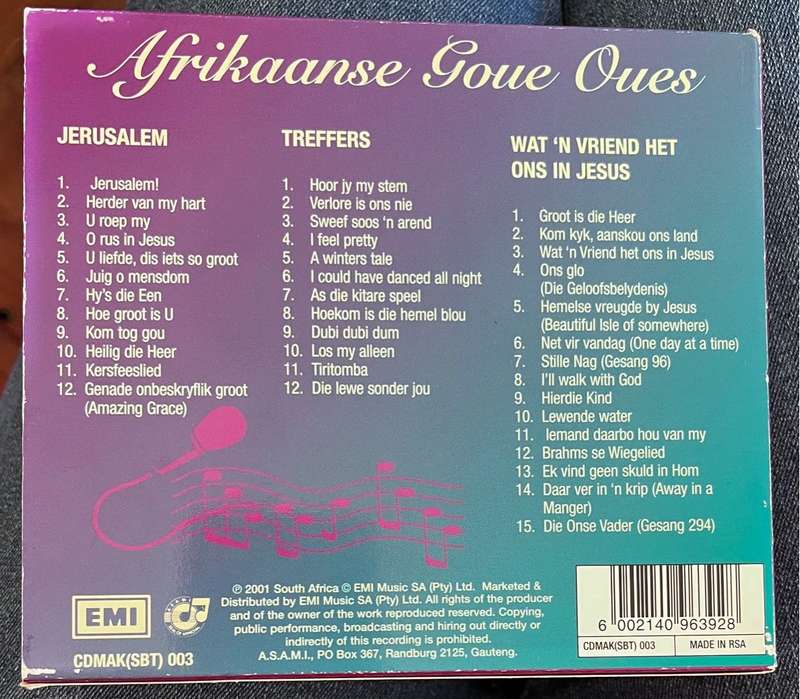 Afrikaanse Goue Oues
JERUSALEM
1. Jerusalem!
2. Herder van my hart
3. U roep my
4. O rus in Jesus
5. U liefde, dis iets so groot
6. Juig o mensdom
7. Hy's die Een
8. Hoe groot is U
9. Kom tog gou
10. Heilig die Heer
11. Kersfeeslied
12. Genade onbeskryflik groot
(Amazing Grace)
TREFFERS
1. Hoor jy my stem
2. Verlore is ons nie
3. Sweef soos 'n arend
4. I feel pretty
5. A winters tale
6. I could have danced all night
7. As die kitare speel
8. Hoekom is die hemel blou
9. Dubi dubi dum
10. Los my alleen
11. Tiritomba
12. Die lewe sonder jou
WAT 'N VRIEND HET
ONS IN JESUS
1. Groot is die Heer
2. Kom kyk, aanskou ons land
3. Wat 'n Vriend het ons in Jesus
4. Ons glo
(Die Geloofsbelydenis)
5. Hemelse vreugde by Jesus
(Beautiful Isle of somewhere)
6. Net vir vandag (One day at a time)
7. Stille Nag (Gesang 96)
8. I'll walk with God
9. Hierdie Kind
10. Lewende water
11. Iemand daarbo hou van my
12. Brahms se Wiegelied
13. Ek vind geen skuld in Hom
14. Daar ver in 'n krip (Away in a
Manger)
15. Die Onse Vader (Gesang 294)
EMI
CDMAK(SBT) 003
℗ 2001 South Africa © EMI Music SA (Pty) Ltd. Marketed &
Distributed by EMI Music SA (Pty) Ltd. All rights of the producer
and of the owner of the work reproduced reserved. Copying,
public performance, broadcasting and hiring out directly or
indirectly of this recording is prohibited.
A.S.A.M.I., PO Box 367, Randburg 2125, Gauteng.
6 002140 963928
CDMAK(SBT) 003
MADE IN RSA